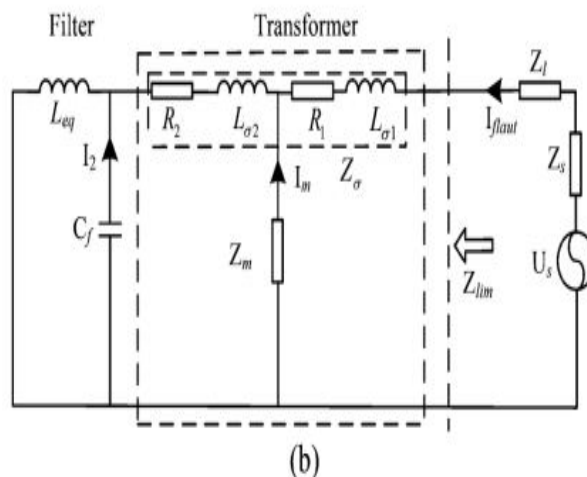 Filter Transformer
L_eq R_2 L_σ2 R_1 L_σ1 Z_l
I_flaut
I_2 I_m Z_σ Z_s
C_f Z_m Z_lim U_s
(b)